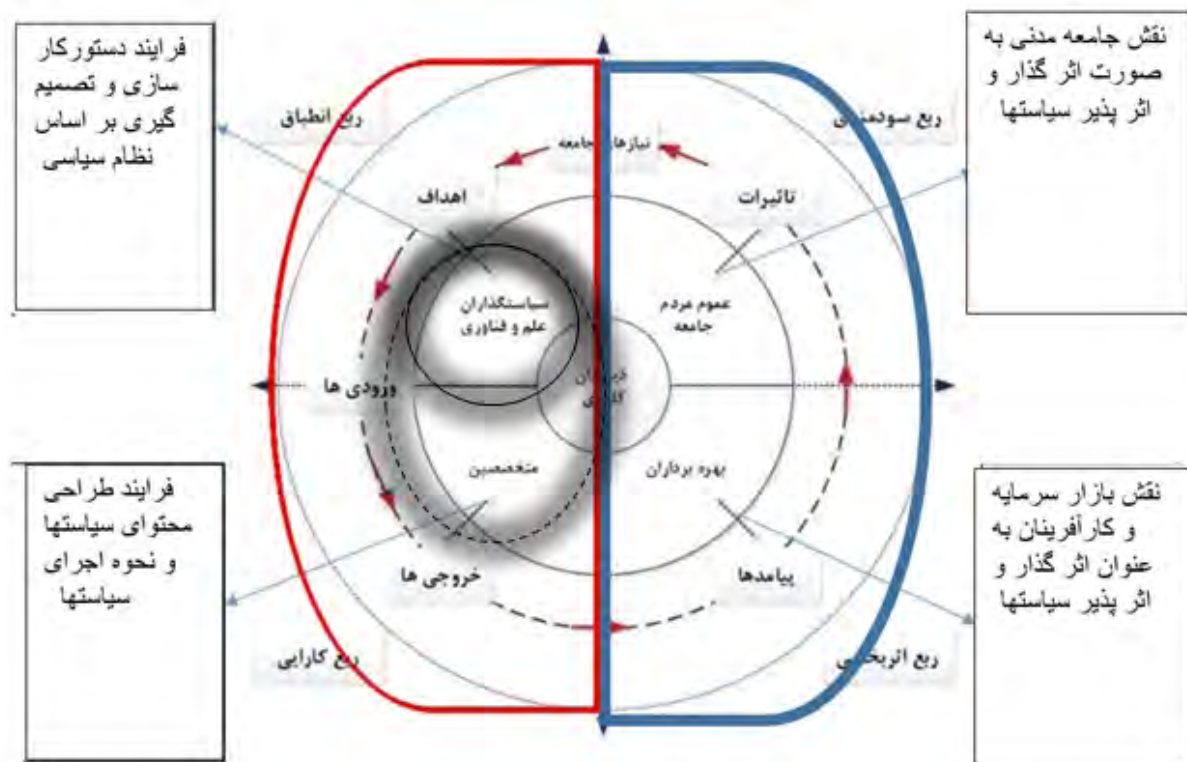 نقش جامعه مدنی به
صورت اثر گذار و
اثر پذیر سیاستها
فرایند دستورکار
سازی و تصمیم
گیری بر اساس
نظام سیاسی
ربع
ربع انطباق
جامعه
تاثیرات
اهداف
عموم مردم
جامعه
سیاستگذاران
علم و فناوری
ورودی ها
بهره برداران
متخصصین
پیامدها
خروجی ها
ربع
ربع کارایی
نقش بازار سرمایه
و کارآفرینان به
عنوان اثر گذار و
اثر پذیر سیاستها
فرایند طراحی
محتوای سیاستها
و نحوه اجرای
سیاستها